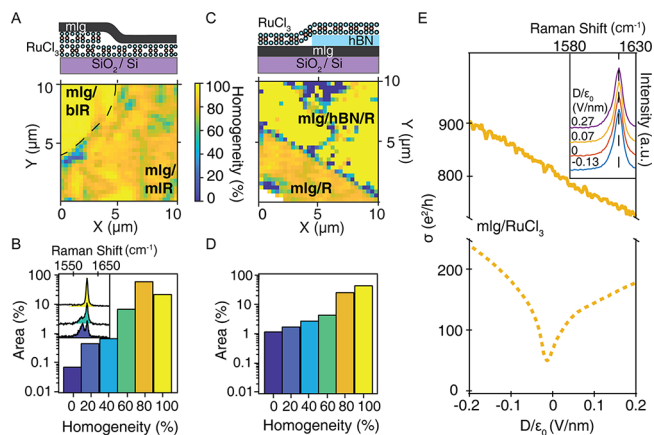 A
mlg
RuCl3
SiO2/Si
10
mlg/
blR
5
Y (μm)
0
mlg/
mlR
0
5
10
X (μm)
100
80
60
40
20
0
Homogeneity (%)
C
RuCl3
hBN
mlg
SiO2/Si
mlg/hBN/R
mlg/R
10
5
Y (μm)
0
5
10
X (μm)
B
Raman Shift (cm-1)
1550
1650
100
10
1
0.1
0.01
Area (%)
0
20
40
60
80
100
Homogeneity (%)
D
100
10
1
0.1
0.01
Area (%)
0
20
40
60
80
100
Homogeneity (%)
E
Raman Shift (cm-1)
1580
1630
D/ε0
(V/nm)
0.27
0.07
0
-0.13
Intensity (a.u.)
900
800
200
100
0
σ (e2/h)
mlg/RuCl3
-0.2
-0.1
0.0
0.1
0.2
D/ε0 (V/nm)